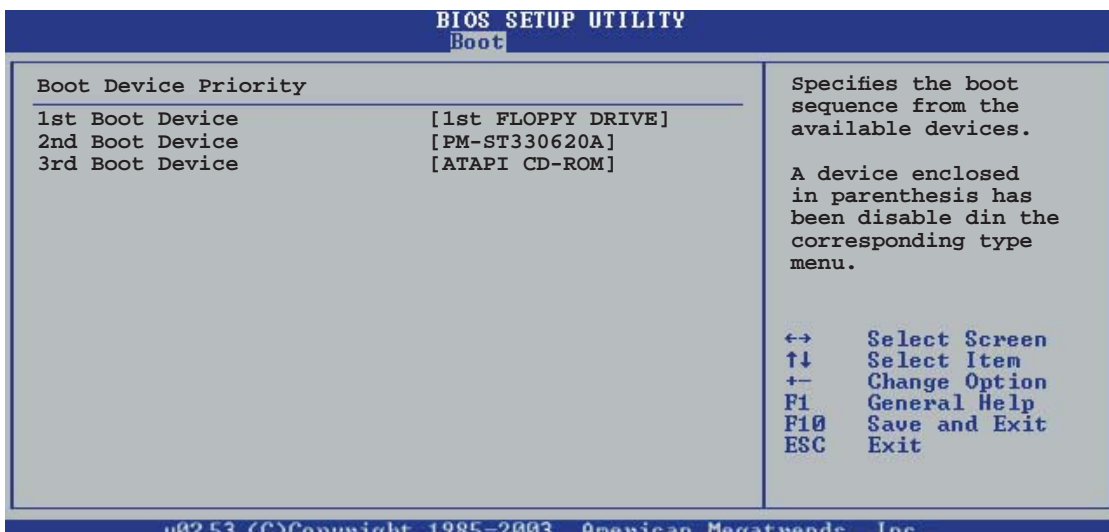 BIOS SETUP UTILITY
Boot
Boot Device Priority
1st Boot Device [1st FLOPPY DRIVE]
2nd Boot Device [PM-ST330620A]
3rd Boot Device [ATAPI CD-ROM]
Specifies the boot
sequence from the
available devices.
A device enclosed
in parenthesis has
been disable din the
corresponding type
menu.
←→ Select Screen
↑↓ Select Item
+- Change Option
F1 General Help
F10 Save and Exit
ESC Exit
v02.53 (C)Copyright 1985-2003, American Megatrends, Inc.